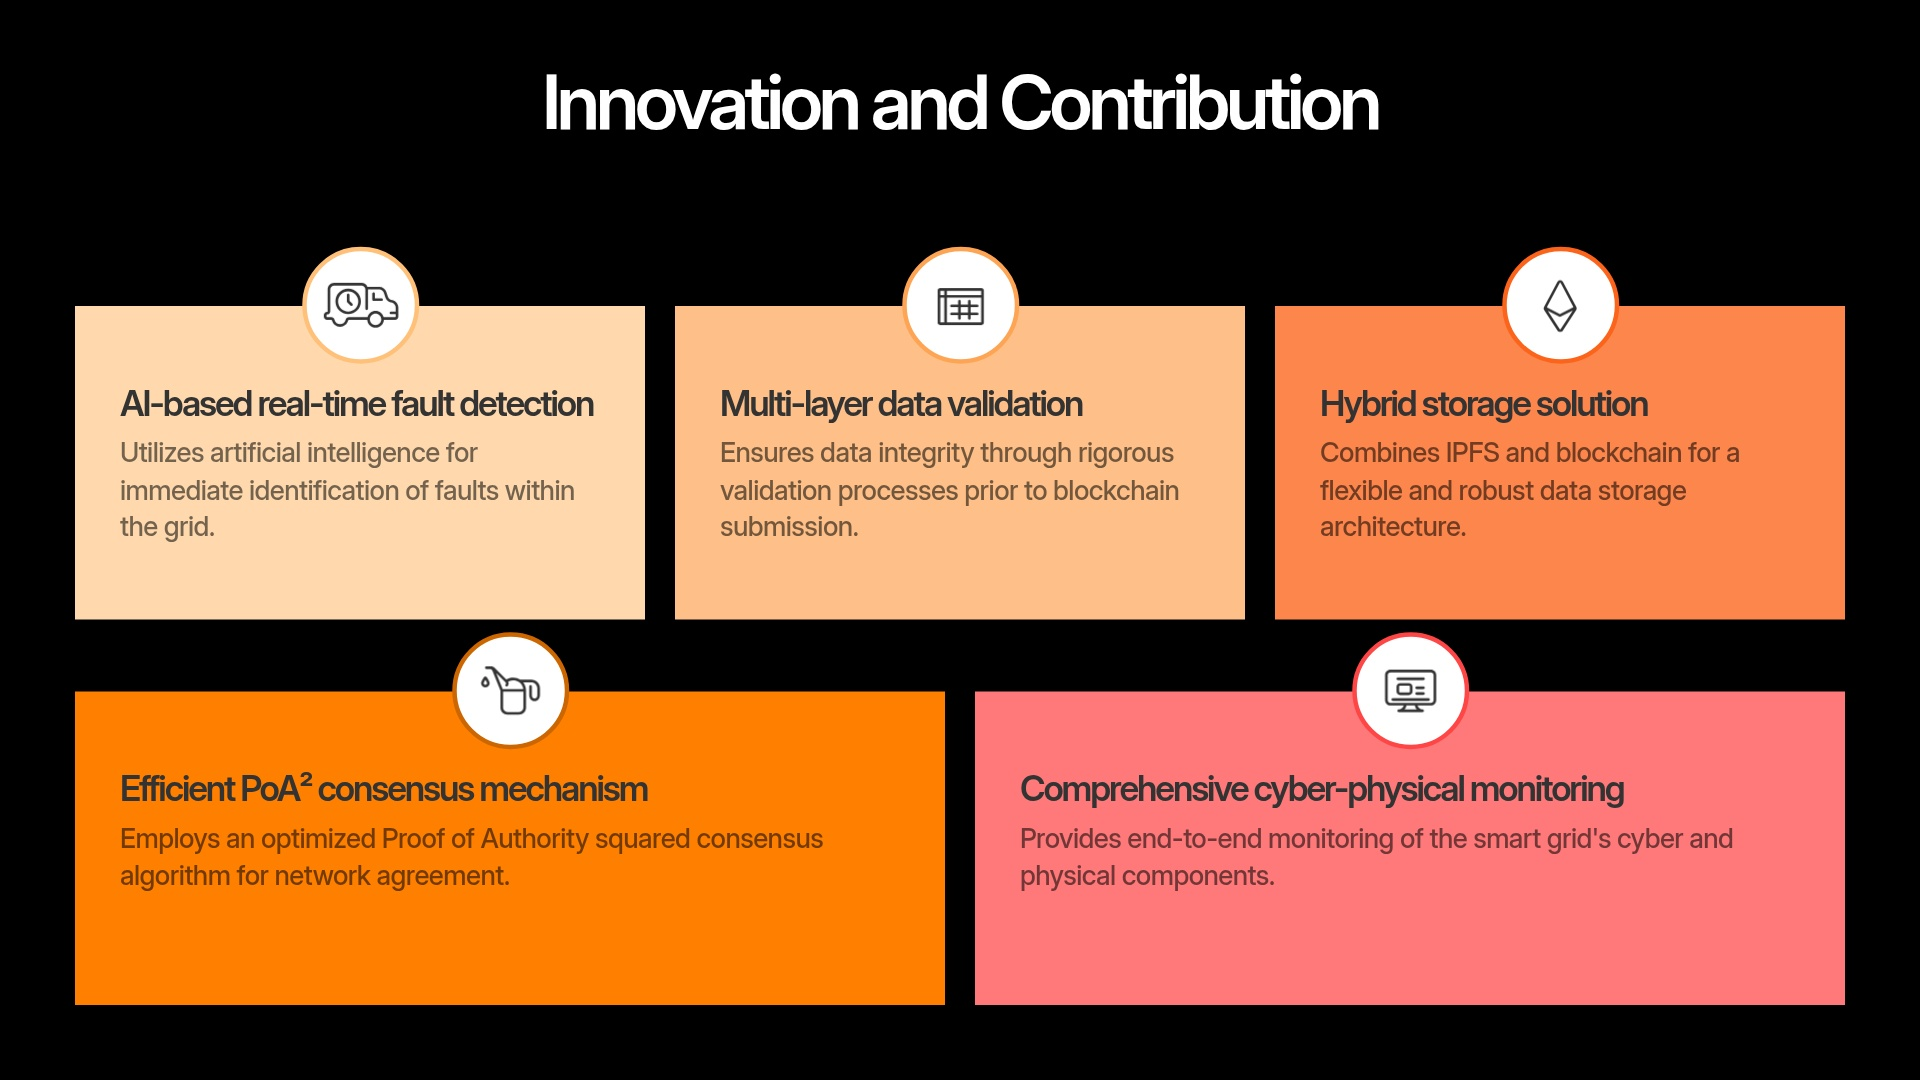 Innovation and Contribution
AI-based real-time fault detection
Utilizes artificial intelligence for
immediate identification of faults within
the grid.
Multi-layer data validation
Ensures data integrity through rigorous
validation processes prior to blockchain
submission.
Hybrid storage solution
Combines IPFS and blockchain for a
flexible and robust data storage
architecture.
Efficient PoA² consensus mechanism
Employs an optimized Proof of Authority squared consensus
algorithm for network agreement.
Comprehensive cyber-physical monitoring
Provides end-to-end monitoring of the smart grid's cyber and
physical components.